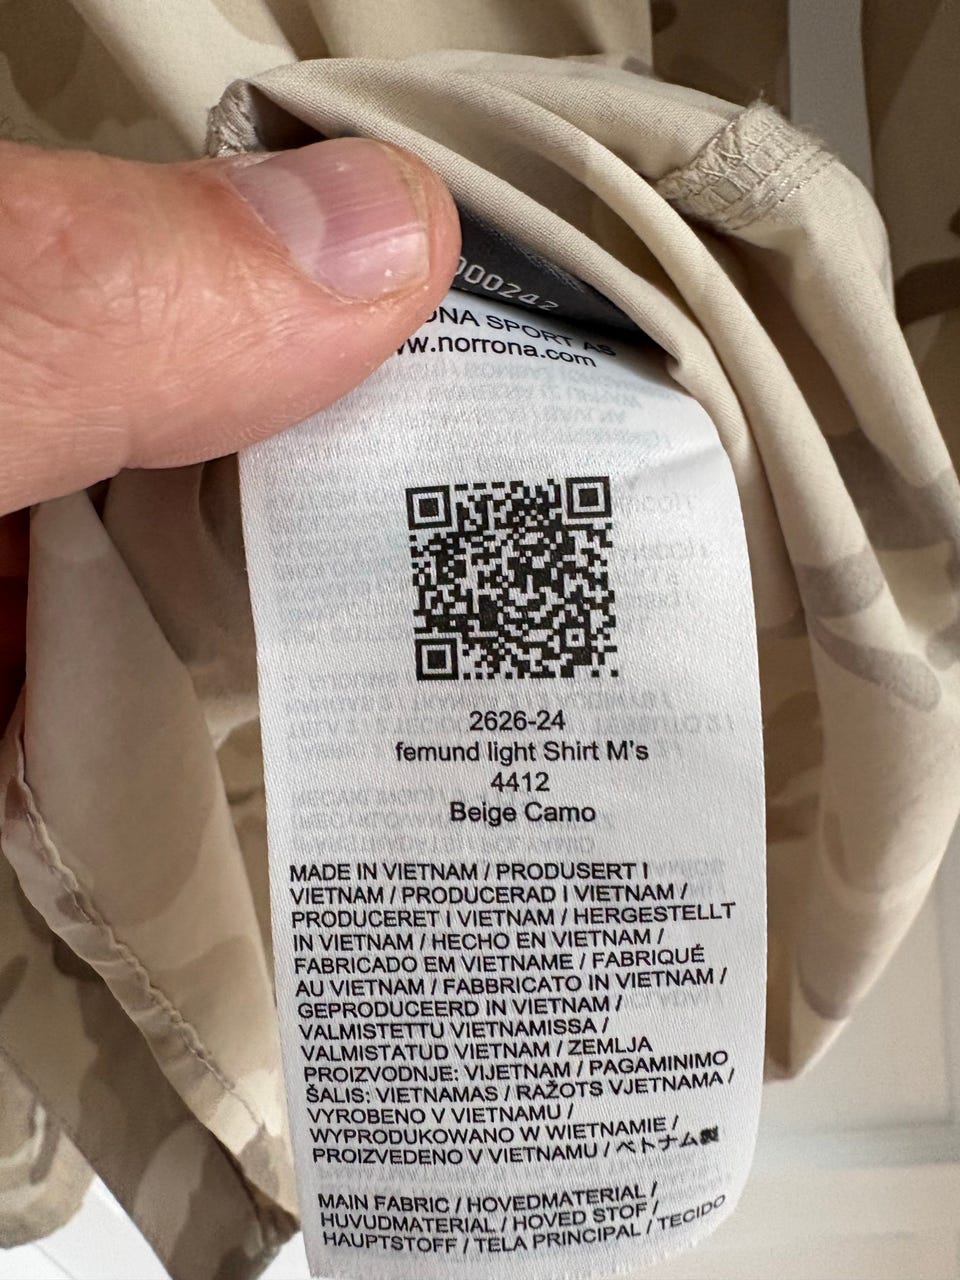 000242
ONA SPORT AS
w.norrona.com
2626-24
femund light Shirt M's
4412
Beige Camo
MADE IN VIETNAM / PRODUSERT I
VIETNAM / PRODUCERAD I VIETNAM /
PRODUCERET I VIETNAM / HERGESTELLT
IN VIETNAM / HECHO EN VIETNAM /
FABRICADO EM VIETNAME / FABRIQUÉ
AU VIETNAM / FABBRICATO IN VIETNAM /
GEPRODUCEERD IN VIETNAM /
VALMISTETTU VIETNAMISSA /
VALMISTATUD VIETNAM / ZEMLJA
PROIZVODNJE: VIJETNAM / PAGAMINIMO
ŠALIS: VIETNAMAS / RAŽOTS VJETNAMA /
VYROBENO V VIETNAMU /
WYPRODUKOWANO W WIETNAMIE /
PROIZVEDENO V VIETNAMU / ベトナム製
MAIN FABRIC / HOVEDMATERIAL /
HUVUDMATERIAL / HOVED STOF /
HAUPTSTOFF / TELA PRINCIPAL / TECIDO